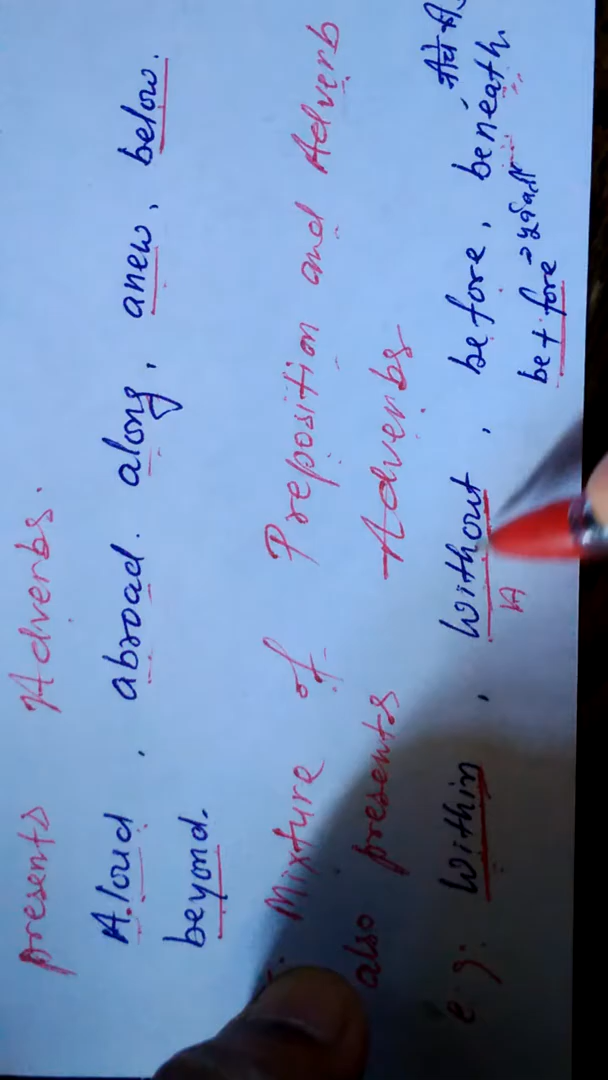 presents Adverbs.
A.loud, abroad. along, anew, below.
beyond.
Mixture of Preposition and Adverb
also presents Adverbs
e.g: Within, Without, before, beneath.
A be+fore →